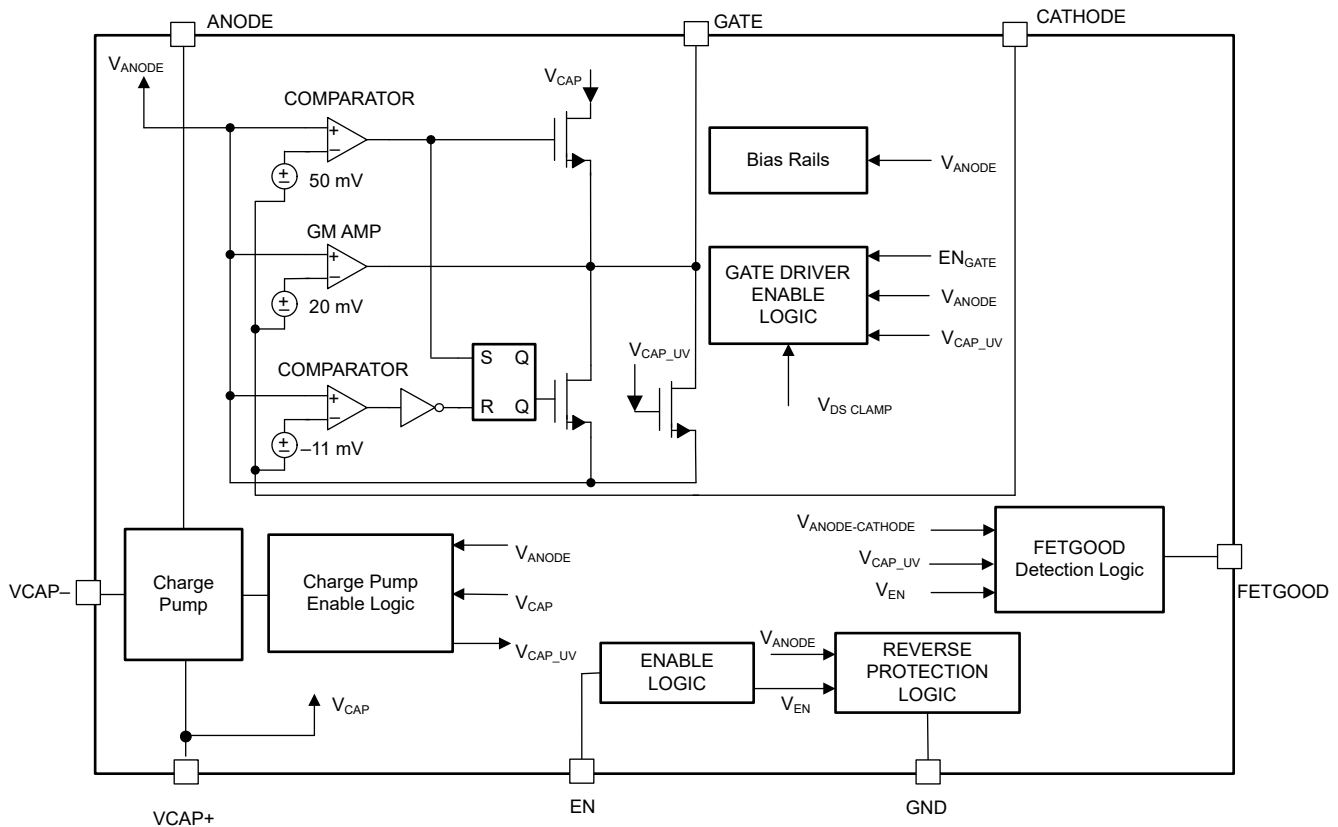 ANODE
GATE
CATHODE
VANODE
VCAP
COMPARATOR
+
−
±
50 mV
Bias Rails
VANODE
GM AMP
+
−
±
20 mV
GATE DRIVER
ENABLE
LOGIC
ENGATE
VANODE
VCAP_UV
VCAP_UV
S Q
R Q
COMPARATOR
+
−
±
–11 mV
VDS CLAMP
VANODE-CATHODE
VCAP_UV
VEN
FETGOOD
Detection Logic
FETGOOD
VCAP–
Charge
Pump
Charge Pump
Enable Logic
VANODE
VCAP
VCAP_UV
ENABLE
LOGIC
VANODE
VEN
REVERSE
PROTECTION
LOGIC
VCAP
VCAP+
EN
GND